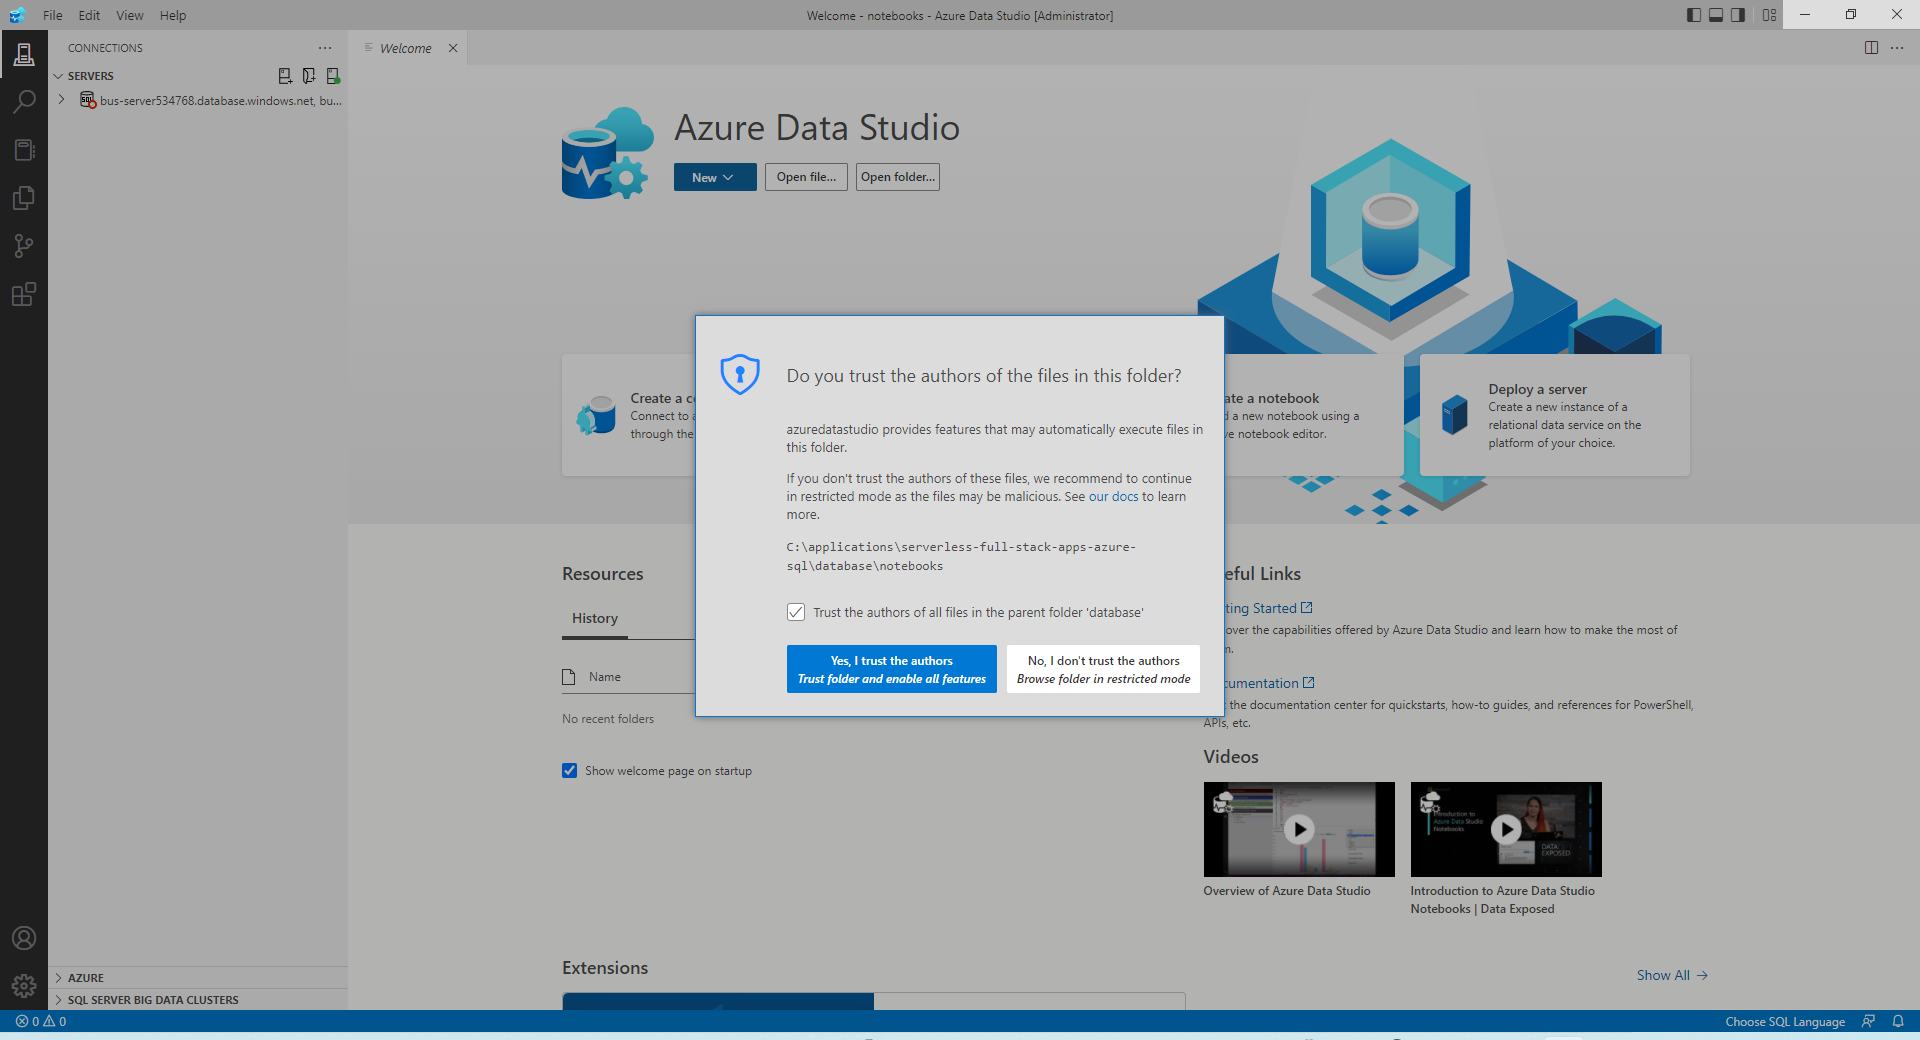 File Edit View Help
Welcome - notebooks - Azure Data Studio [Administrator]
CONNECTIONS
SERVERS
bus-server534768.database.windows.net, bu...
Welcome
Azure Data Studio
New
Open file...
Open folder...
Create a c
Connect to
through the
ate a notebook
a new notebook using a
ve notebook editor.
Deploy a server
Create a new instance of a
relational data service on the
platform of your choice.
Do you trust the authors of the files in this folder?
azuredatastudio provides features that may automatically execute files in
this folder.
If you don't trust the authors of these files, we recommend to continue
in restricted mode as the files may be malicious. See our docs to learn
more.
C:\applications\serverless-full-stack-apps-azure-
sql\database\notebooks
Trust the authors of all files in the parent folder 'database'
Yes, I trust the authors
Trust folder and enable all features
No, I don't trust the authors
Browse folder in restricted mode
Resources
History
Name
No recent folders
Show welcome page on startup
eful Links
ting Started
over the capabilities offered by Azure Data Studio and learn how to make the most of
n.
cumentation
the documentation center for quickstarts, how-to guides, and references for PowerShell,
APIs, etc.
Videos
Introduction to
Azure Data Studio
Notebooks
DATA
EXPOSED
Overview of Azure Data Studio
Introduction to Azure Data Studio
Notebooks | Data Exposed
Extensions
Show All
AZURE
SQL SERVER BIG DATA CLUSTERS
0 0
Choose SQL Language